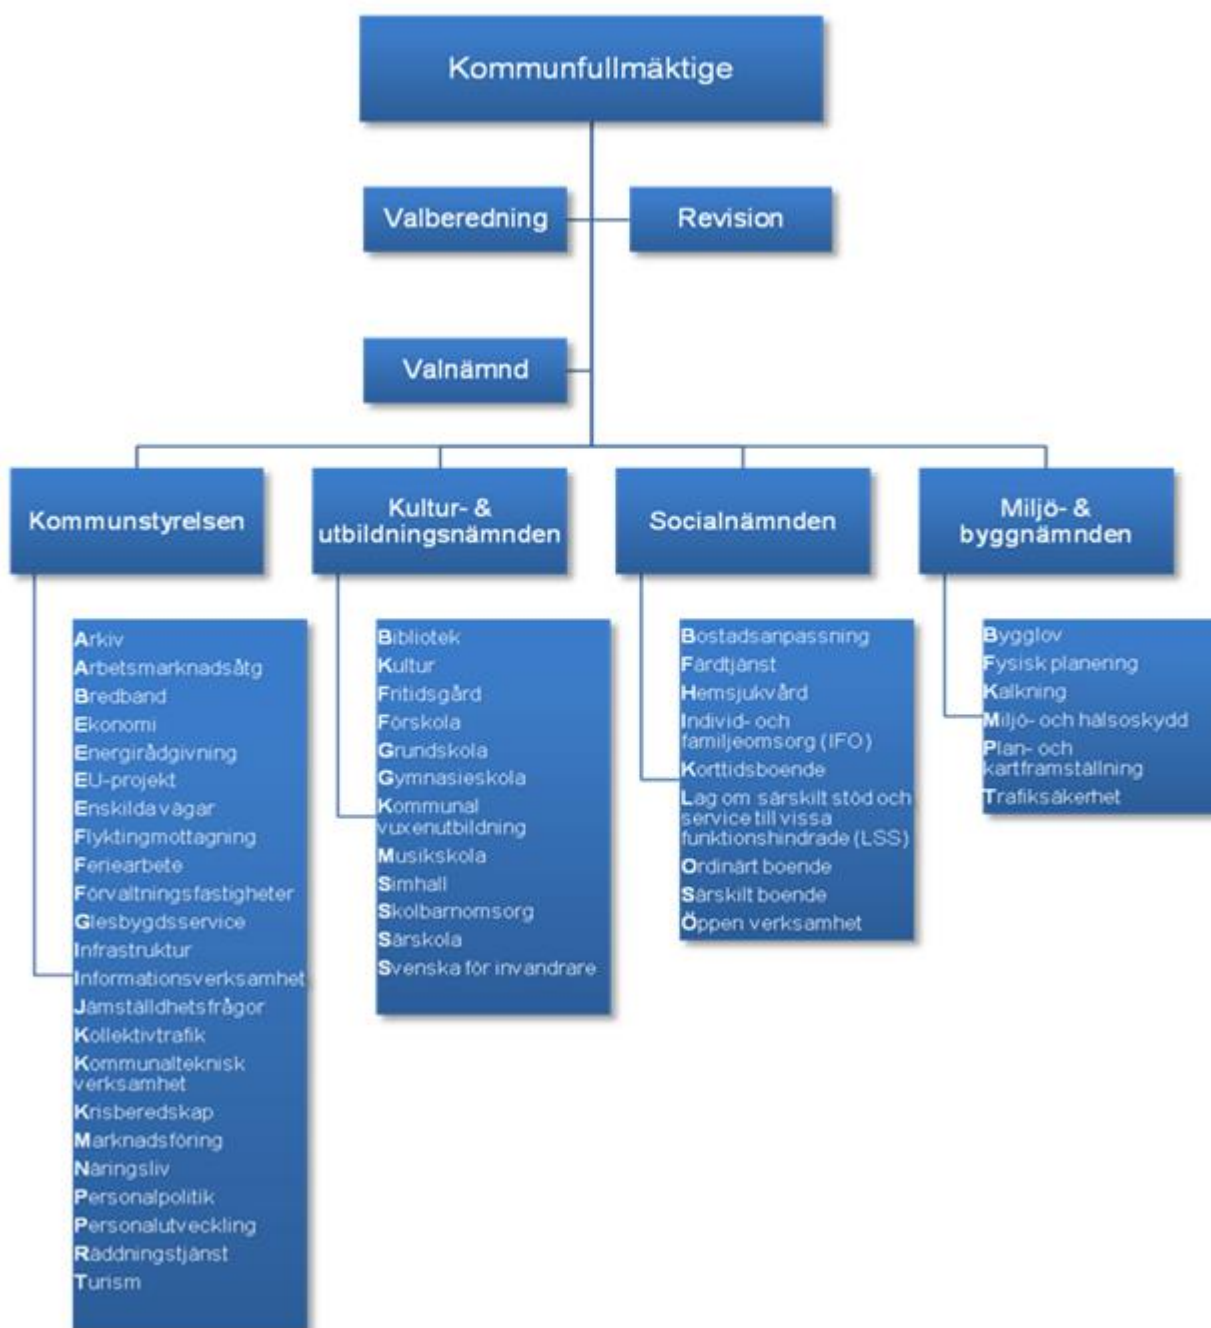 Kommunfullmäktige
Valberedning
Revision
Valnämnd
Kommunstyrelsen
Kultur- &
utbildningsnämnden
Socialnämnden
Miljö- &
byggnämnden
Arkiv
Arbetsmarknadsåtg
Bredband
Ekonomi
Energirådgivning
EU-projekt
Enskilda vägar
Flyktingmottagning
Feriearbete
Förvaltningsfastigheter
Glesbygdsservice
Infrastruktur
Informationsverksamhet
Jämställdhetsfrågor
Kollektivtrafik
Kommunalteknisk
verksamhet
Krisberedskap
Marknadsföring
Näringsliv
Personalpolitik
Personalutveckling
Räddningstjänst
Turism
Bibliotek
Kultur
Fritidsgård
Förskola
Grundskola
Gymnasieskola
Kommunal
vuxenutbildning
Musikskola
Simhall
Skolbarnomsorg
Särskola
Svenska för invandrare
Bostadsanpassning
Färdtjänst
Hemsjukvård
Individ- och
familjeomsorg (IFO)
Korttidsboende
Lag om särskilt stöd och
service till vissa
funktionshindrade (LSS)
Ordinärt boende
Särskilt boende
Öppen verksamhet
Bygglov
Fysisk planering
Kalkning
Miljö- och hälsoskydd
Plan- och
kartframställning
Trafiksäkerhet